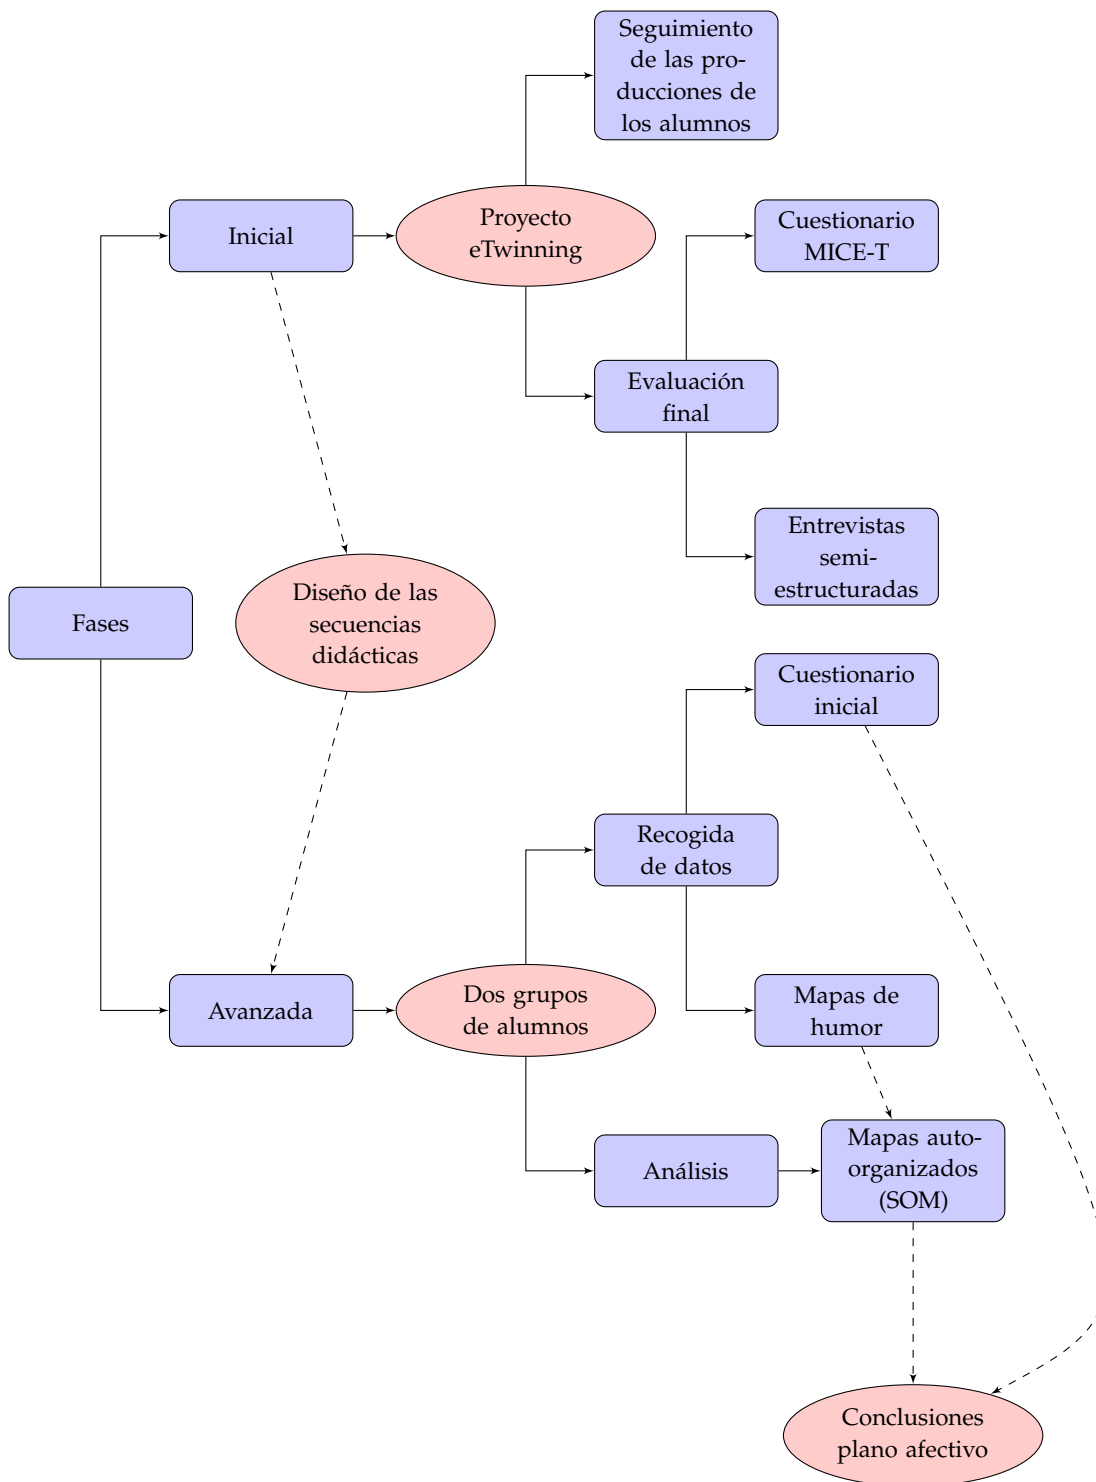 Seguimiento
de las pro-
ducciones de
los alumnos
Inicial
Proyecto
eTwinning
Cuestionario
MICE-T
Evaluación
final
Entrevistas
semi-
estructuradas
Fases
Diseño de las
secuencias
didácticas
Cuestionario
inicial
Recogida
de datos
Avanzada
Dos grupos
de alumnos
Mapas de
humor
Análisis
Mapas auto-
organizados
(SOM)
Conclusiones
plano afectivo